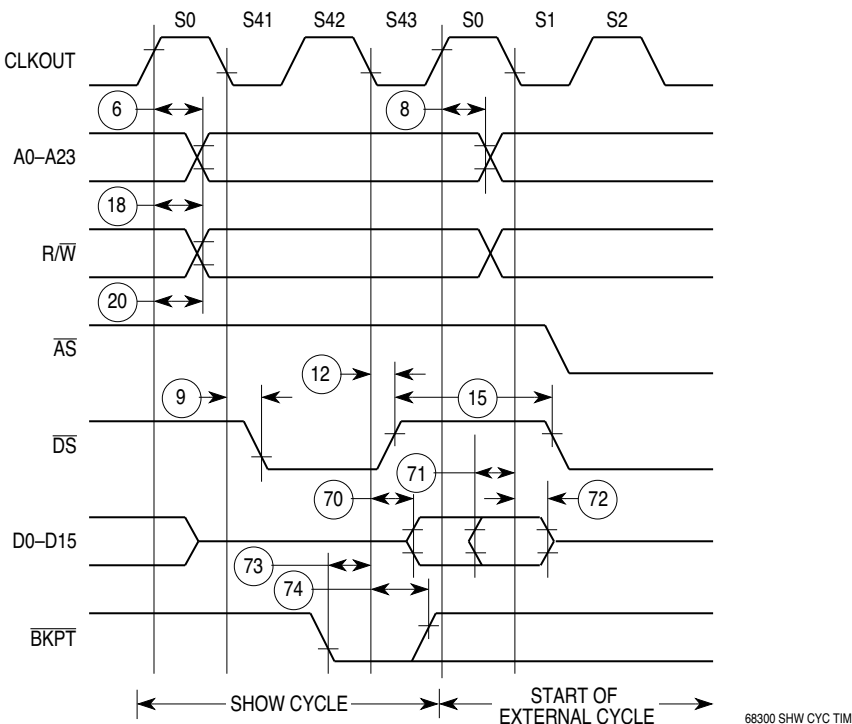 S0 S41 S42 S43 S0 S1 S2
CLKOUT
6 8
A0–A23
18
R/W
20
AS
12
9 15
DS
71
70 72
D0–D15
73
74
BKPT
SHOW CYCLE
START OF
EXTERNAL CYCLE
68300 SHW CYC TIM